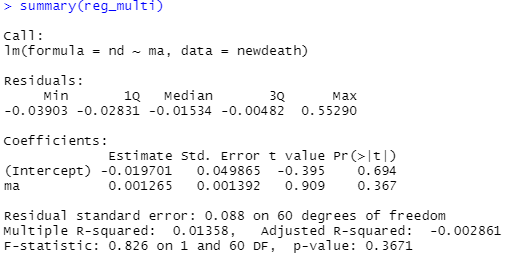 > summary(reg_multi)
Call:
lm(formula = nd ~ ma, data = newdeath)
Residuals:
Min 1Q Median 3Q Max
-0.03903 -0.02831 -0.01534 -0.00482 0.55290
Coefficients:
Estimate Std. Error t value Pr(>|t|)
(Intercept) -0.019701 0.049865 -0.395 0.694
ma 0.001265 0.001392 0.909 0.367
Residual standard error: 0.088 on 60 degrees of freedom
Multiple R-squared: 0.01358, Adjusted R-squared: -0.002861
F-statistic: 0.826 on 1 and 60 DF, p-value: 0.3671